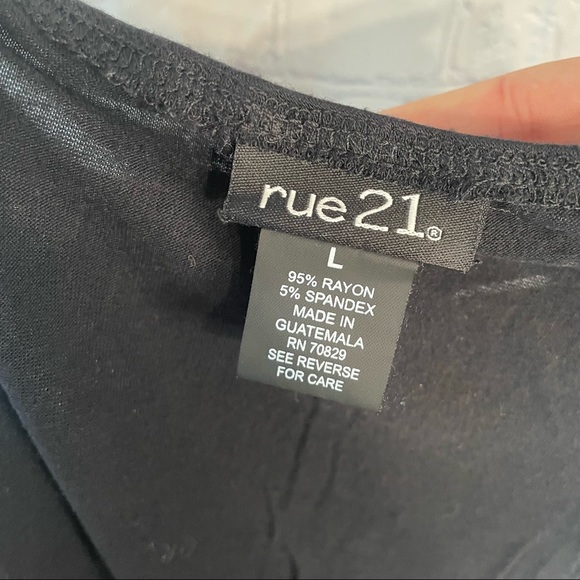 rue21®
L
95% RAYON
5% SPANDEX
MADE IN
GUATEMALA
RN 70829
SEE REVERSE
FOR CARE